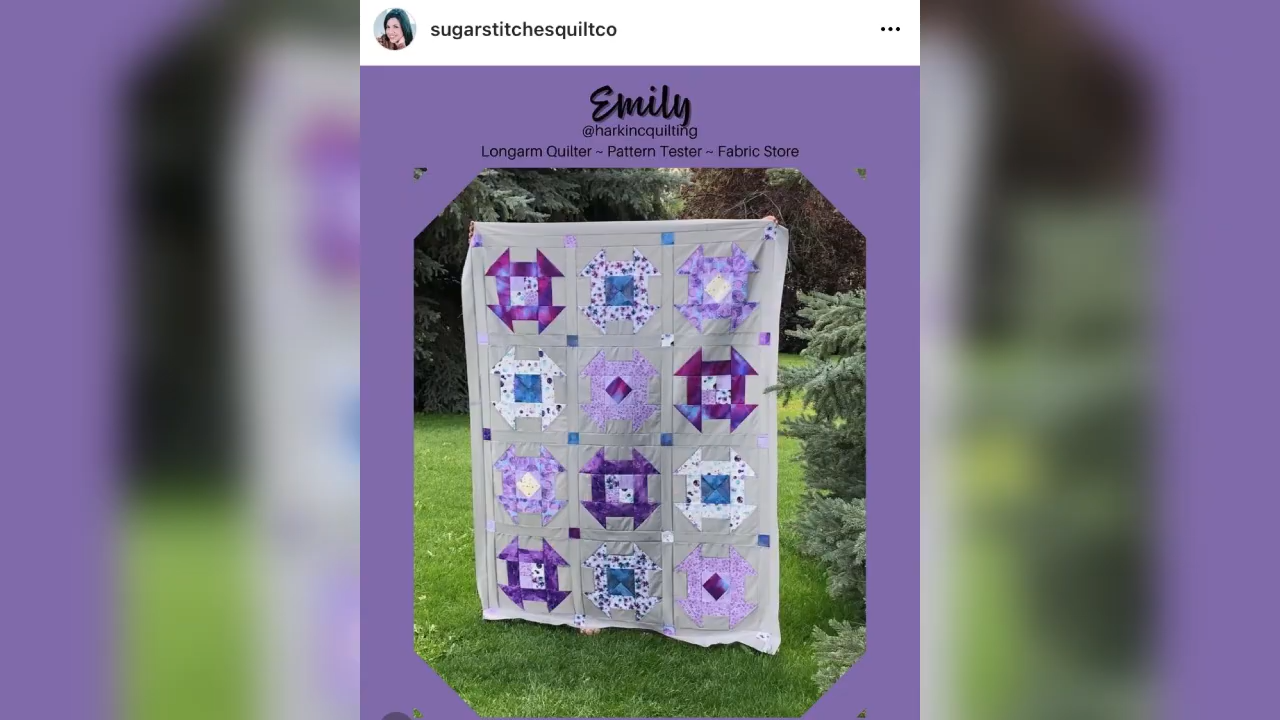 sugarstitchesquiltco
Emily
@harkincquilting
Longarm Quilter ~ Pattern Tester ~ Fabric Store